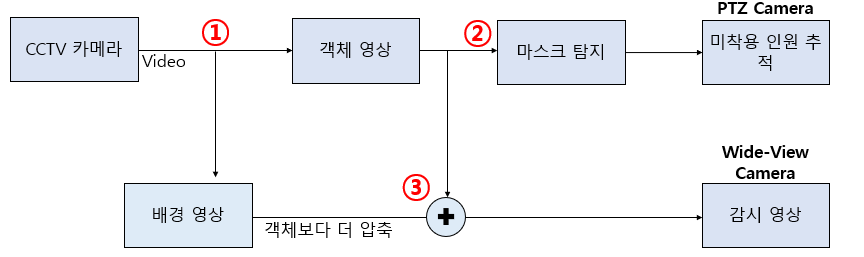 PTZ Camera
CCTV 카메라
Video
①
객체 영상
②
마스크 탐지
미착용 인원 추
적
Wide-View
Camera
배경 영상
객체보다 더 압축
③
+
감시 영상